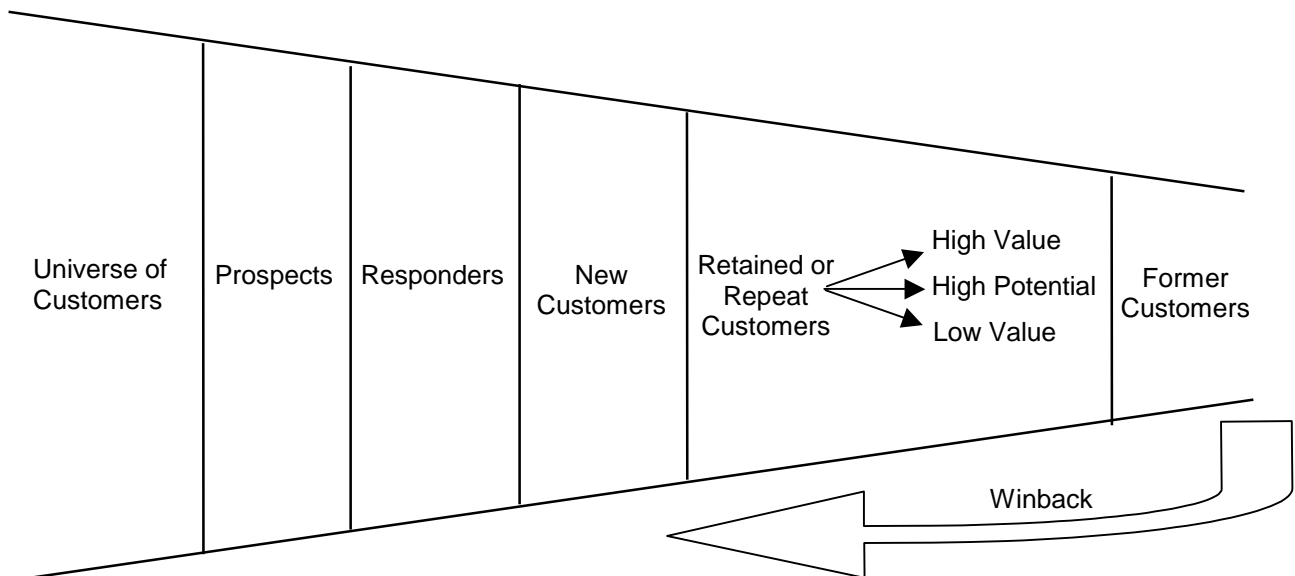 Universe of
Customers
Prospects
Responders
New
Customers
Retained or
Repeat
Customers
High Value
High Potential
Low Value
Former
Customers
Winback